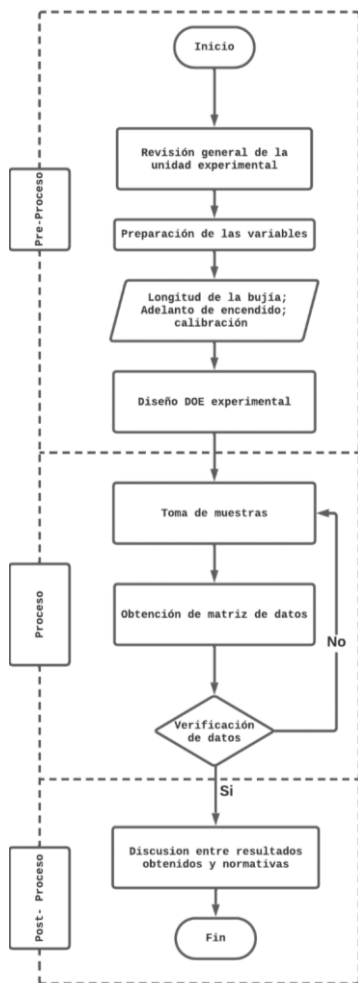 Inicio
Revisión general de la
unidad experimental
Pre-Proceso
Preparación de las variables
Longitud de la bujía;
Adelanto de encendido;
calibración
Diseño DOE experimental
Toma de muestras
Proceso
Obtención de matriz de datos
No
Verificación
de datos
Si
Discusion entre resultados
obtenidos y normativas
Post- Proceso
Fin